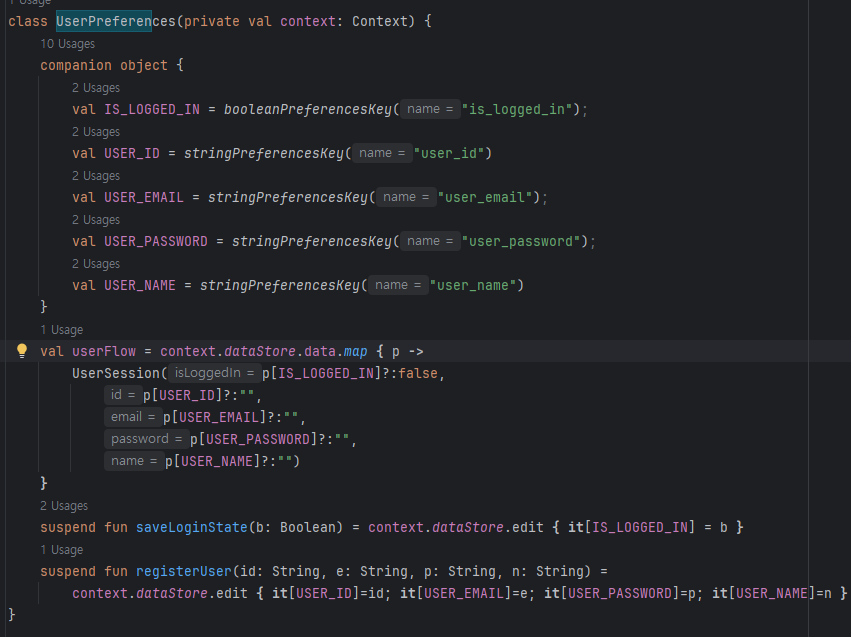 1 Usage
class UserPreferences(private val context: Context) {
10 Usages
companion object {
2 Usages
val IS_LOGGED_IN = booleanPreferencesKey( name = "is_logged_in");
2 Usages
val USER_ID = stringPreferencesKey( name = "user_id")
2 Usages
val USER_EMAIL = stringPreferencesKey( name = "user_email");
2 Usages
val USER_PASSWORD = stringPreferencesKey( name = "user_password");
2 Usages
val USER_NAME = stringPreferencesKey( name = "user_name")
}
1 Usage
val userFlow = context.dataStore.data.map { p ->
UserSession( isLoggedIn = p[IS_LOGGED_IN]?:false,
id = p[USER_ID]?:"",
email = p[USER_EMAIL]?:"",
password = p[USER_PASSWORD]?:"",
name = p[USER_NAME]?:"")
}
2 Usages
suspend fun saveLoginState(b: Boolean) = context.dataStore.edit { it[IS_LOGGED_IN] = b }
1 Usage
suspend fun registerUser(id: String, e: String, p: String, n: String) =
context.dataStore.edit { it[USER_ID]=id; it[USER_EMAIL]=e; it[USER_PASSWORD]=p; it[USER_NAME]=n }
}